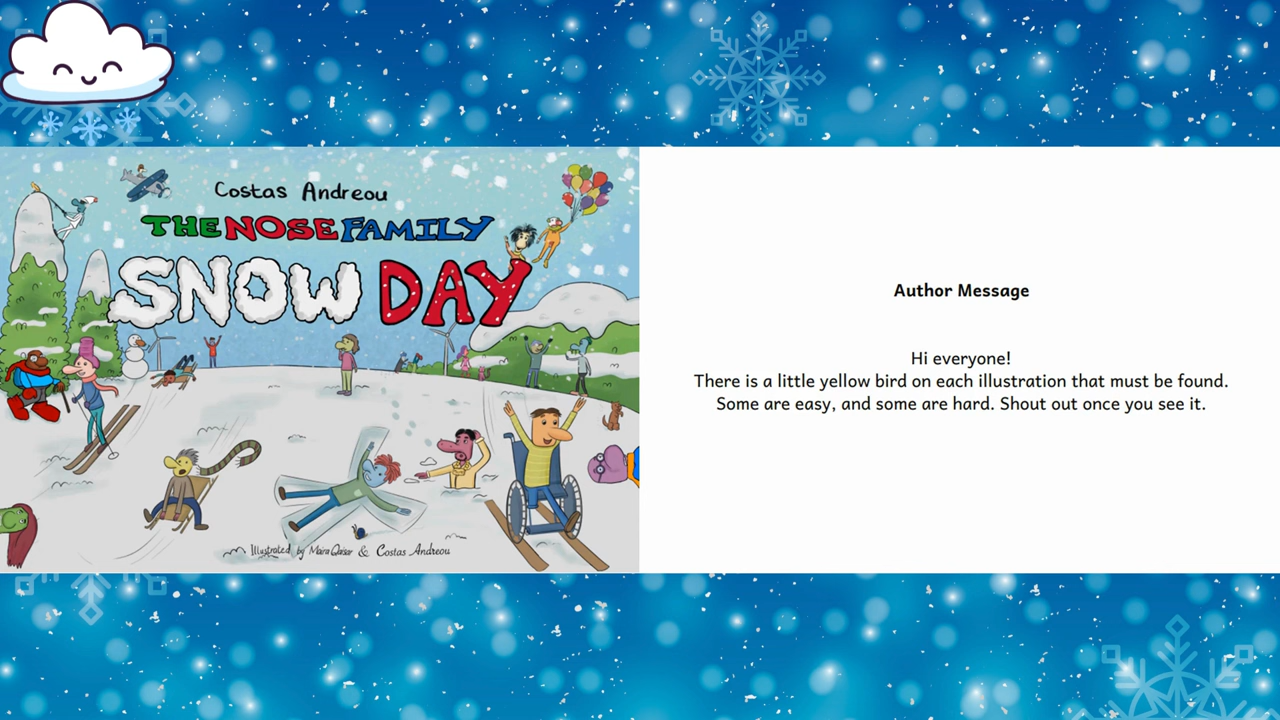 Costas Andreou
THE NOSE FAMILY
SNOW DAY
Illustrated by Maira Qaisar & Costas Andreou
Author Message
Hi everyone!
There is a little yellow bird on each illustration that must be found.
Some are easy, and some are hard. Shout out once you see it.